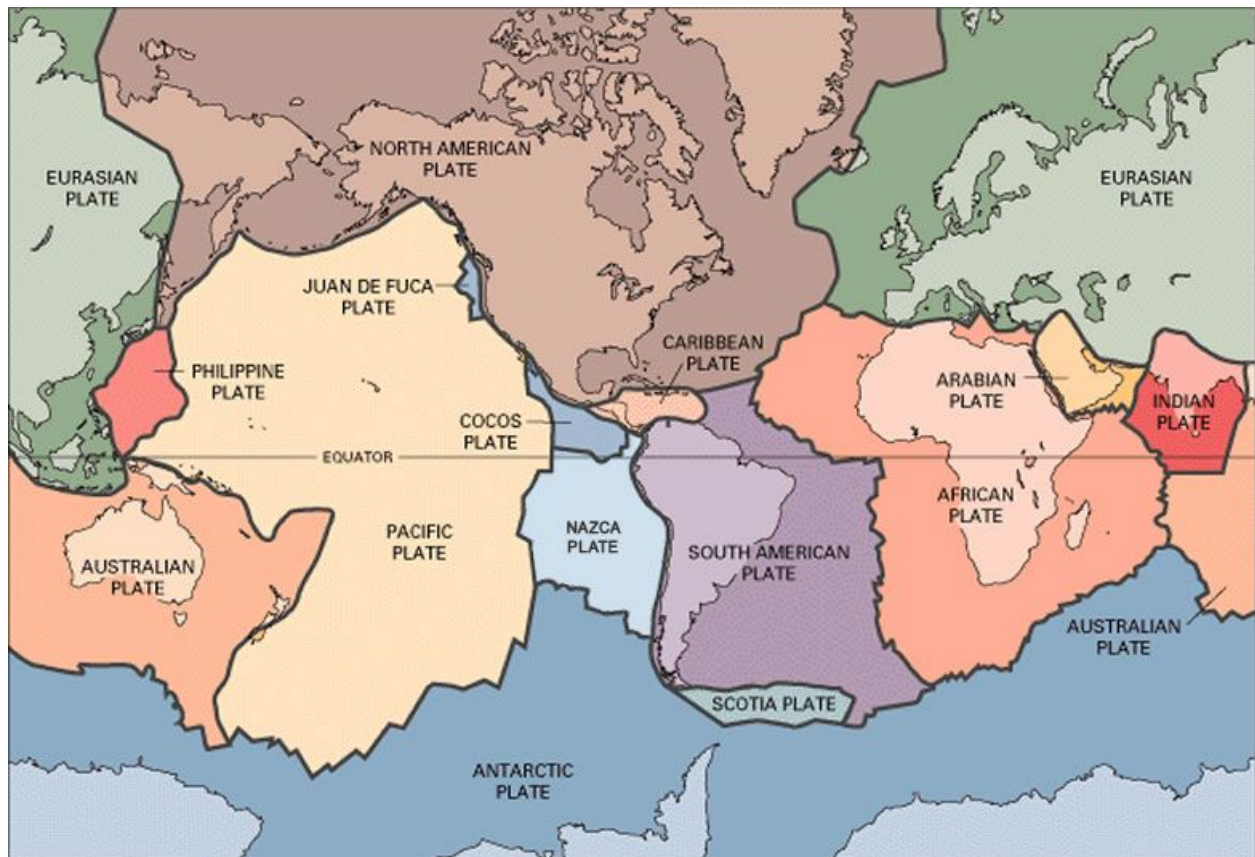 NORTH AMERICAN
PLATE
EURASIAN
PLATE
EURASIAN
PLATE
JUAN DE FUCA
PLATE
CARIBBEAN
PLATE
PHILIPPINE
PLATE
ARABIAN
PLATE
INDIAN
PLATE
COCOS
PLATE
EQUATOR
AFRICAN
PLATE
NAZCA
PLATE
PACIFIC
PLATE
SOUTH AMERICAN
PLATE
AUSTRALIAN
PLATE
AUSTRALIAN
PLATE
SCOTIA PLATE
ANTARCTIC
PLATE